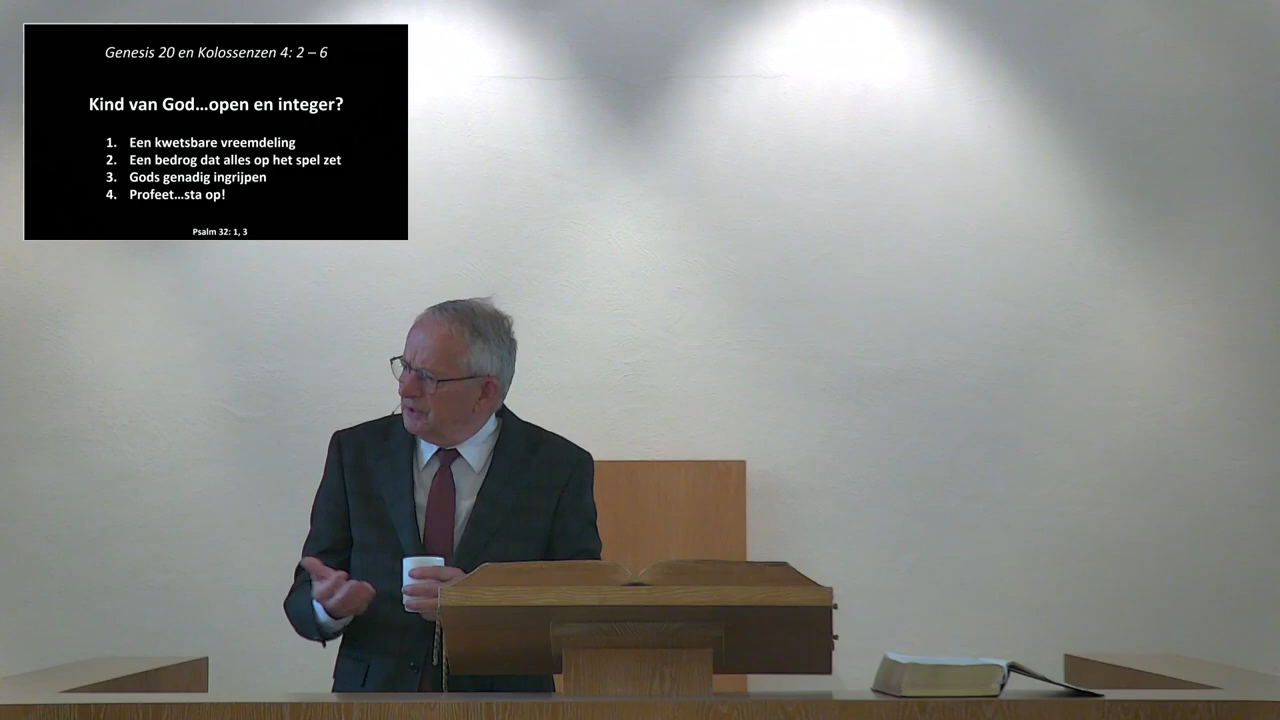 Genesis 20 en Kolossenzen 4: 2 – 6
Kind van God...open en integer?
1. Een kwetsbare vreemdeling
2. Een bedrog dat alles op het spel zet
3. Gods genadig ingrijpen
4. Profeet...sta op!
Psalm 32: 1, 3